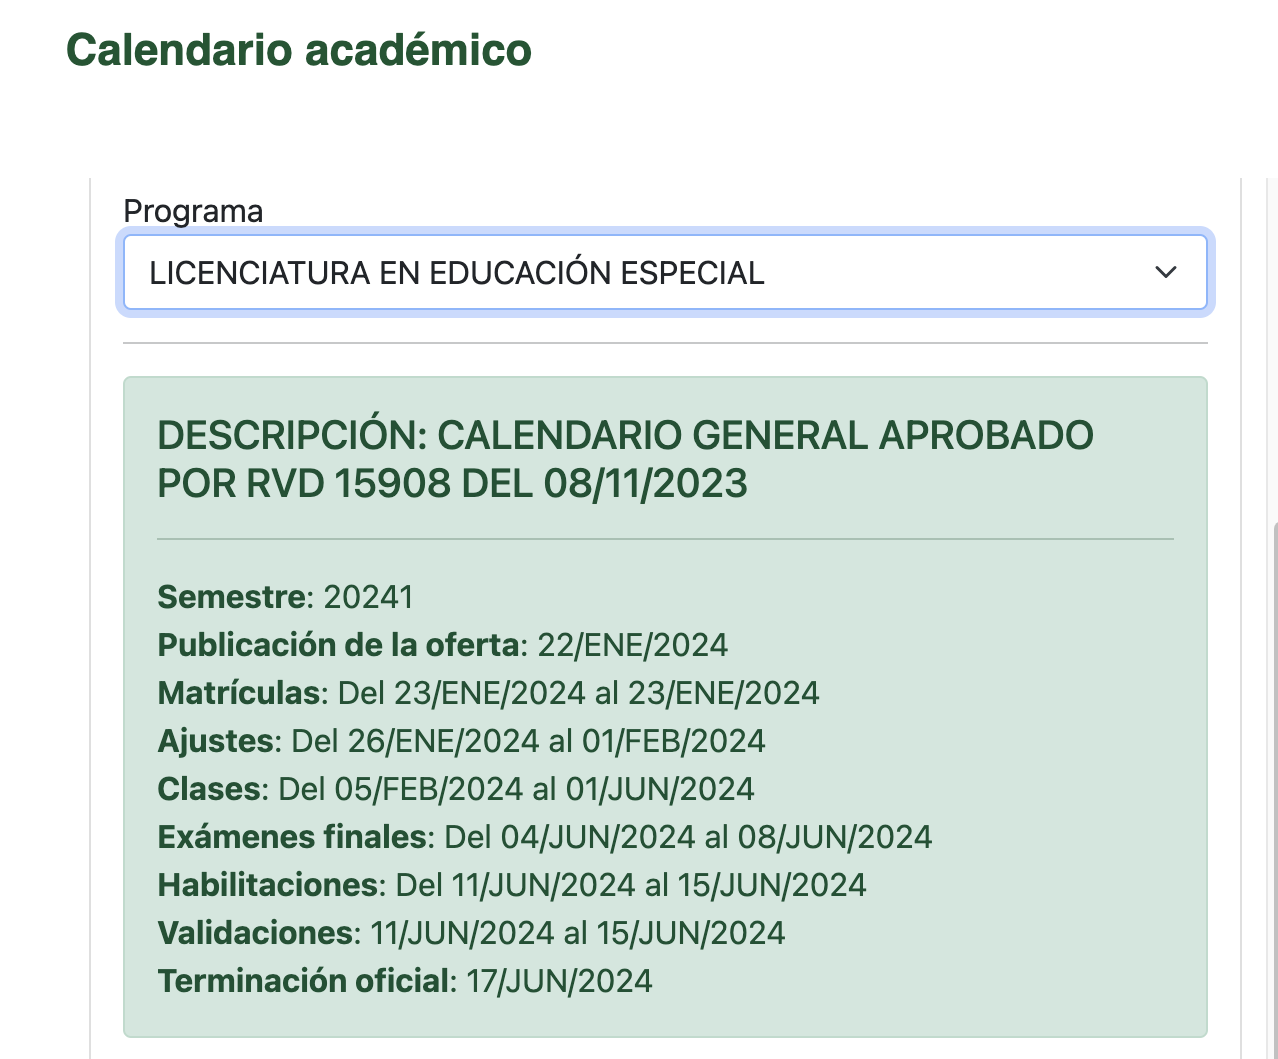 Calendario académico
Programa
LICENCIATURA EN EDUCACIÓN ESPECIAL
DESCRIPCIÓN: CALENDARIO GENERAL APROBADO
POR RVD 15908 DEL 08/11/2023
Semestre: 20241
Publicación de la oferta: 22/ENE/2024
Matrículas: Del 23/ENE/2024 al 23/ENE/2024
Ajustes: Del 26/ENE/2024 al 01/FEB/2024
Clases: Del 05/FEB/2024 al 01/JUN/2024
Exámenes finales: Del 04/JUN/2024 al 08/JUN/2024
Habilitaciones: Del 11/JUN/2024 al 15/JUN/2024
Validaciones: 11/JUN/2024 al 15/JUN/2024
Terminación oficial: 17/JUN/2024